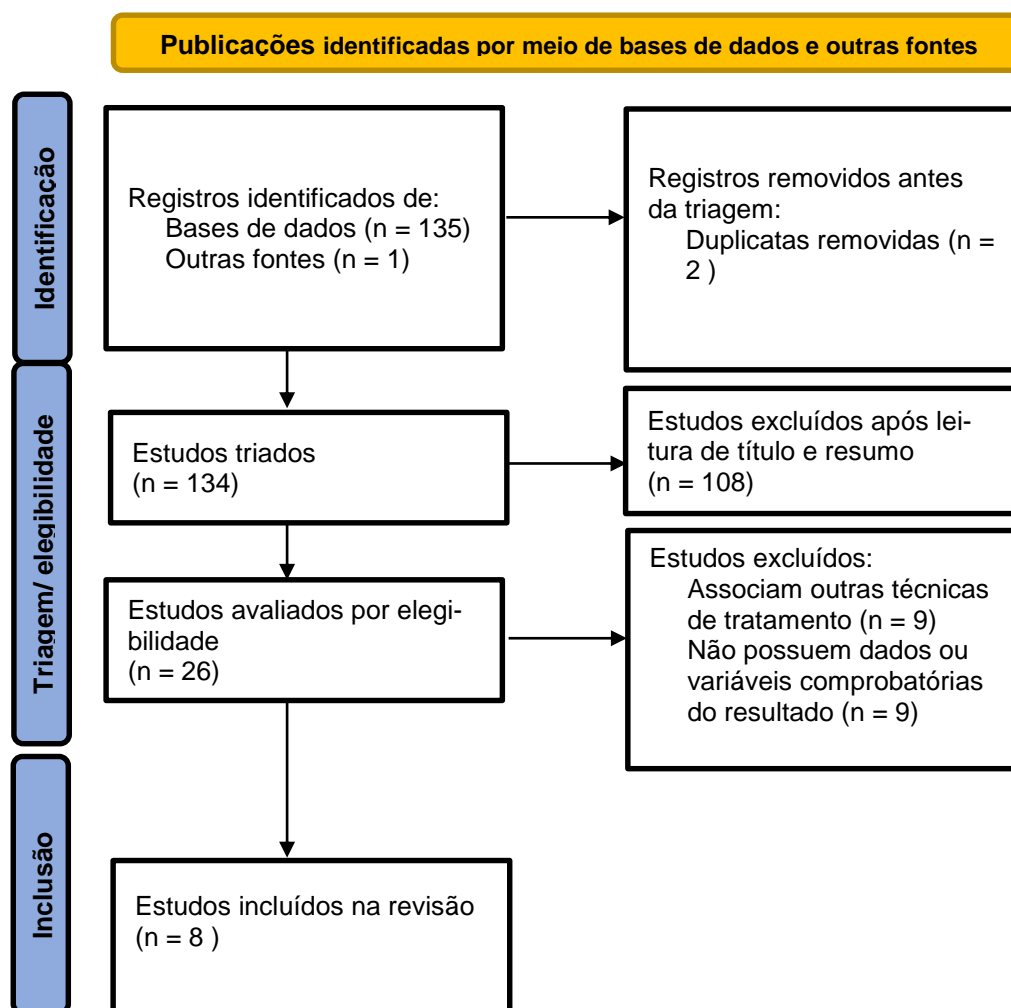 Publicações identificadas por meio de bases de dados e outras fontes
Identificação
Registros identificados de:
Bases de dados (n = 135)
Outras fontes (n = 1)
Registros removidos antes
da triagem:
Duplicatas removidas (n =
2 )
Triagem/ elegibilidade
Estudos triados
(n = 134)
Estudos excluídos após lei-
tura de título e resumo
(n = 108)
Estudos avaliados por elegi-
bilidade
(n = 26)
Estudos excluídos:
Associam outras técnicas
de tratamento (n = 9)
Não possuem dados ou
variáveis comprobatórias
do resultado (n = 9)
Inclusão
Estudos incluídos na revisão
(n = 8 )